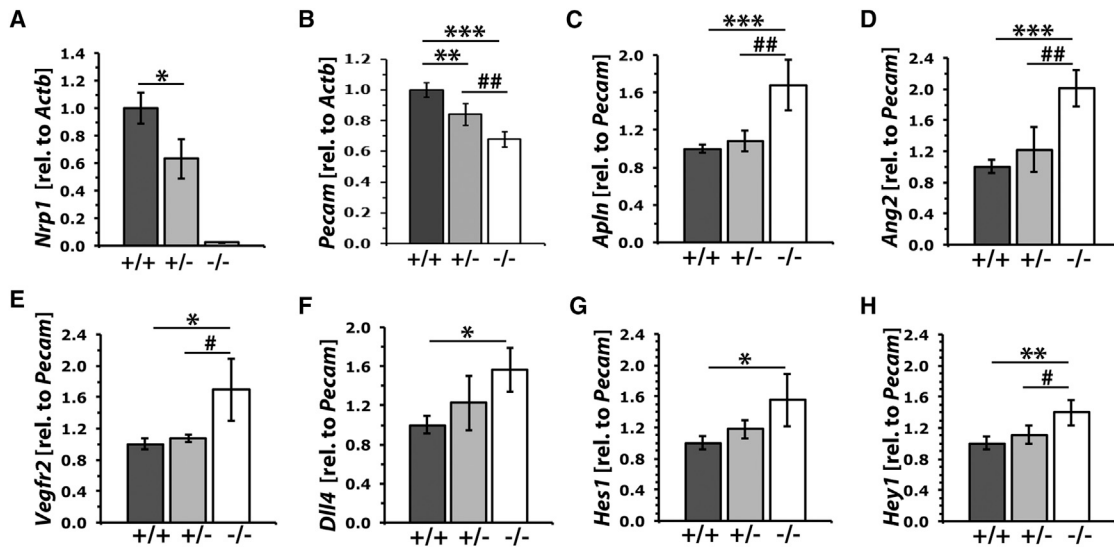 A
Nrp1 [rel. to Actb]
1.4
1.2
1.0
0.8
0.6
0.4
0.2
0.0
*
+/+ +/- -/-
B
Pecam [rel. to Actb]
1.4
1.2
1.0
0.8
0.6
0.4
0.2
0.0
***
**
##
+/+ +/- -/-
C
Apln [rel. to Pecam]
2.0
1.6
1.2
0.8
0.4
0.0
***
##
+/+ +/- -/-
D
Ang2 [rel. to Pecam]
2.4
2.0
1.6
1.2
0.8
0.4
0.0
***
##
+/+ +/- -/-
E
Vegfr2 [rel. to Pecam]
2.4
2.0
1.6
1.2
0.8
0.4
0.0
*
#
+/+ +/- -/-
F
Dll4 [rel. to Pecam]
2.0
1.6
1.2
0.8
0.4
0.0
*
+/+ +/- -/-
G
Hes1 [rel. to Pecam]
2.4
2.0
1.6
1.2
0.8
0.4
0.0
*
+/+ +/- -/-
H
Hey1 [rel. to Pecam]
2.4
2.0
1.6
1.2
0.8
0.4
0.0
**
#
+/+ +/- -/-